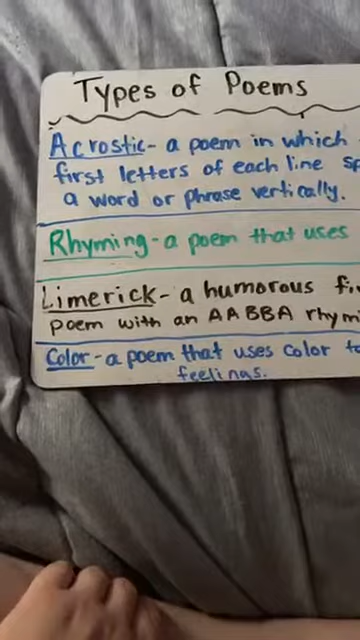 Types of Poems
Acrostic- a poem in which
first letters of each line
a word or phrase vertically.
Rhyming- a poem that uses
Limerick- a humorous
poem with an AABBA
Color- a poem that uses color
feelings.